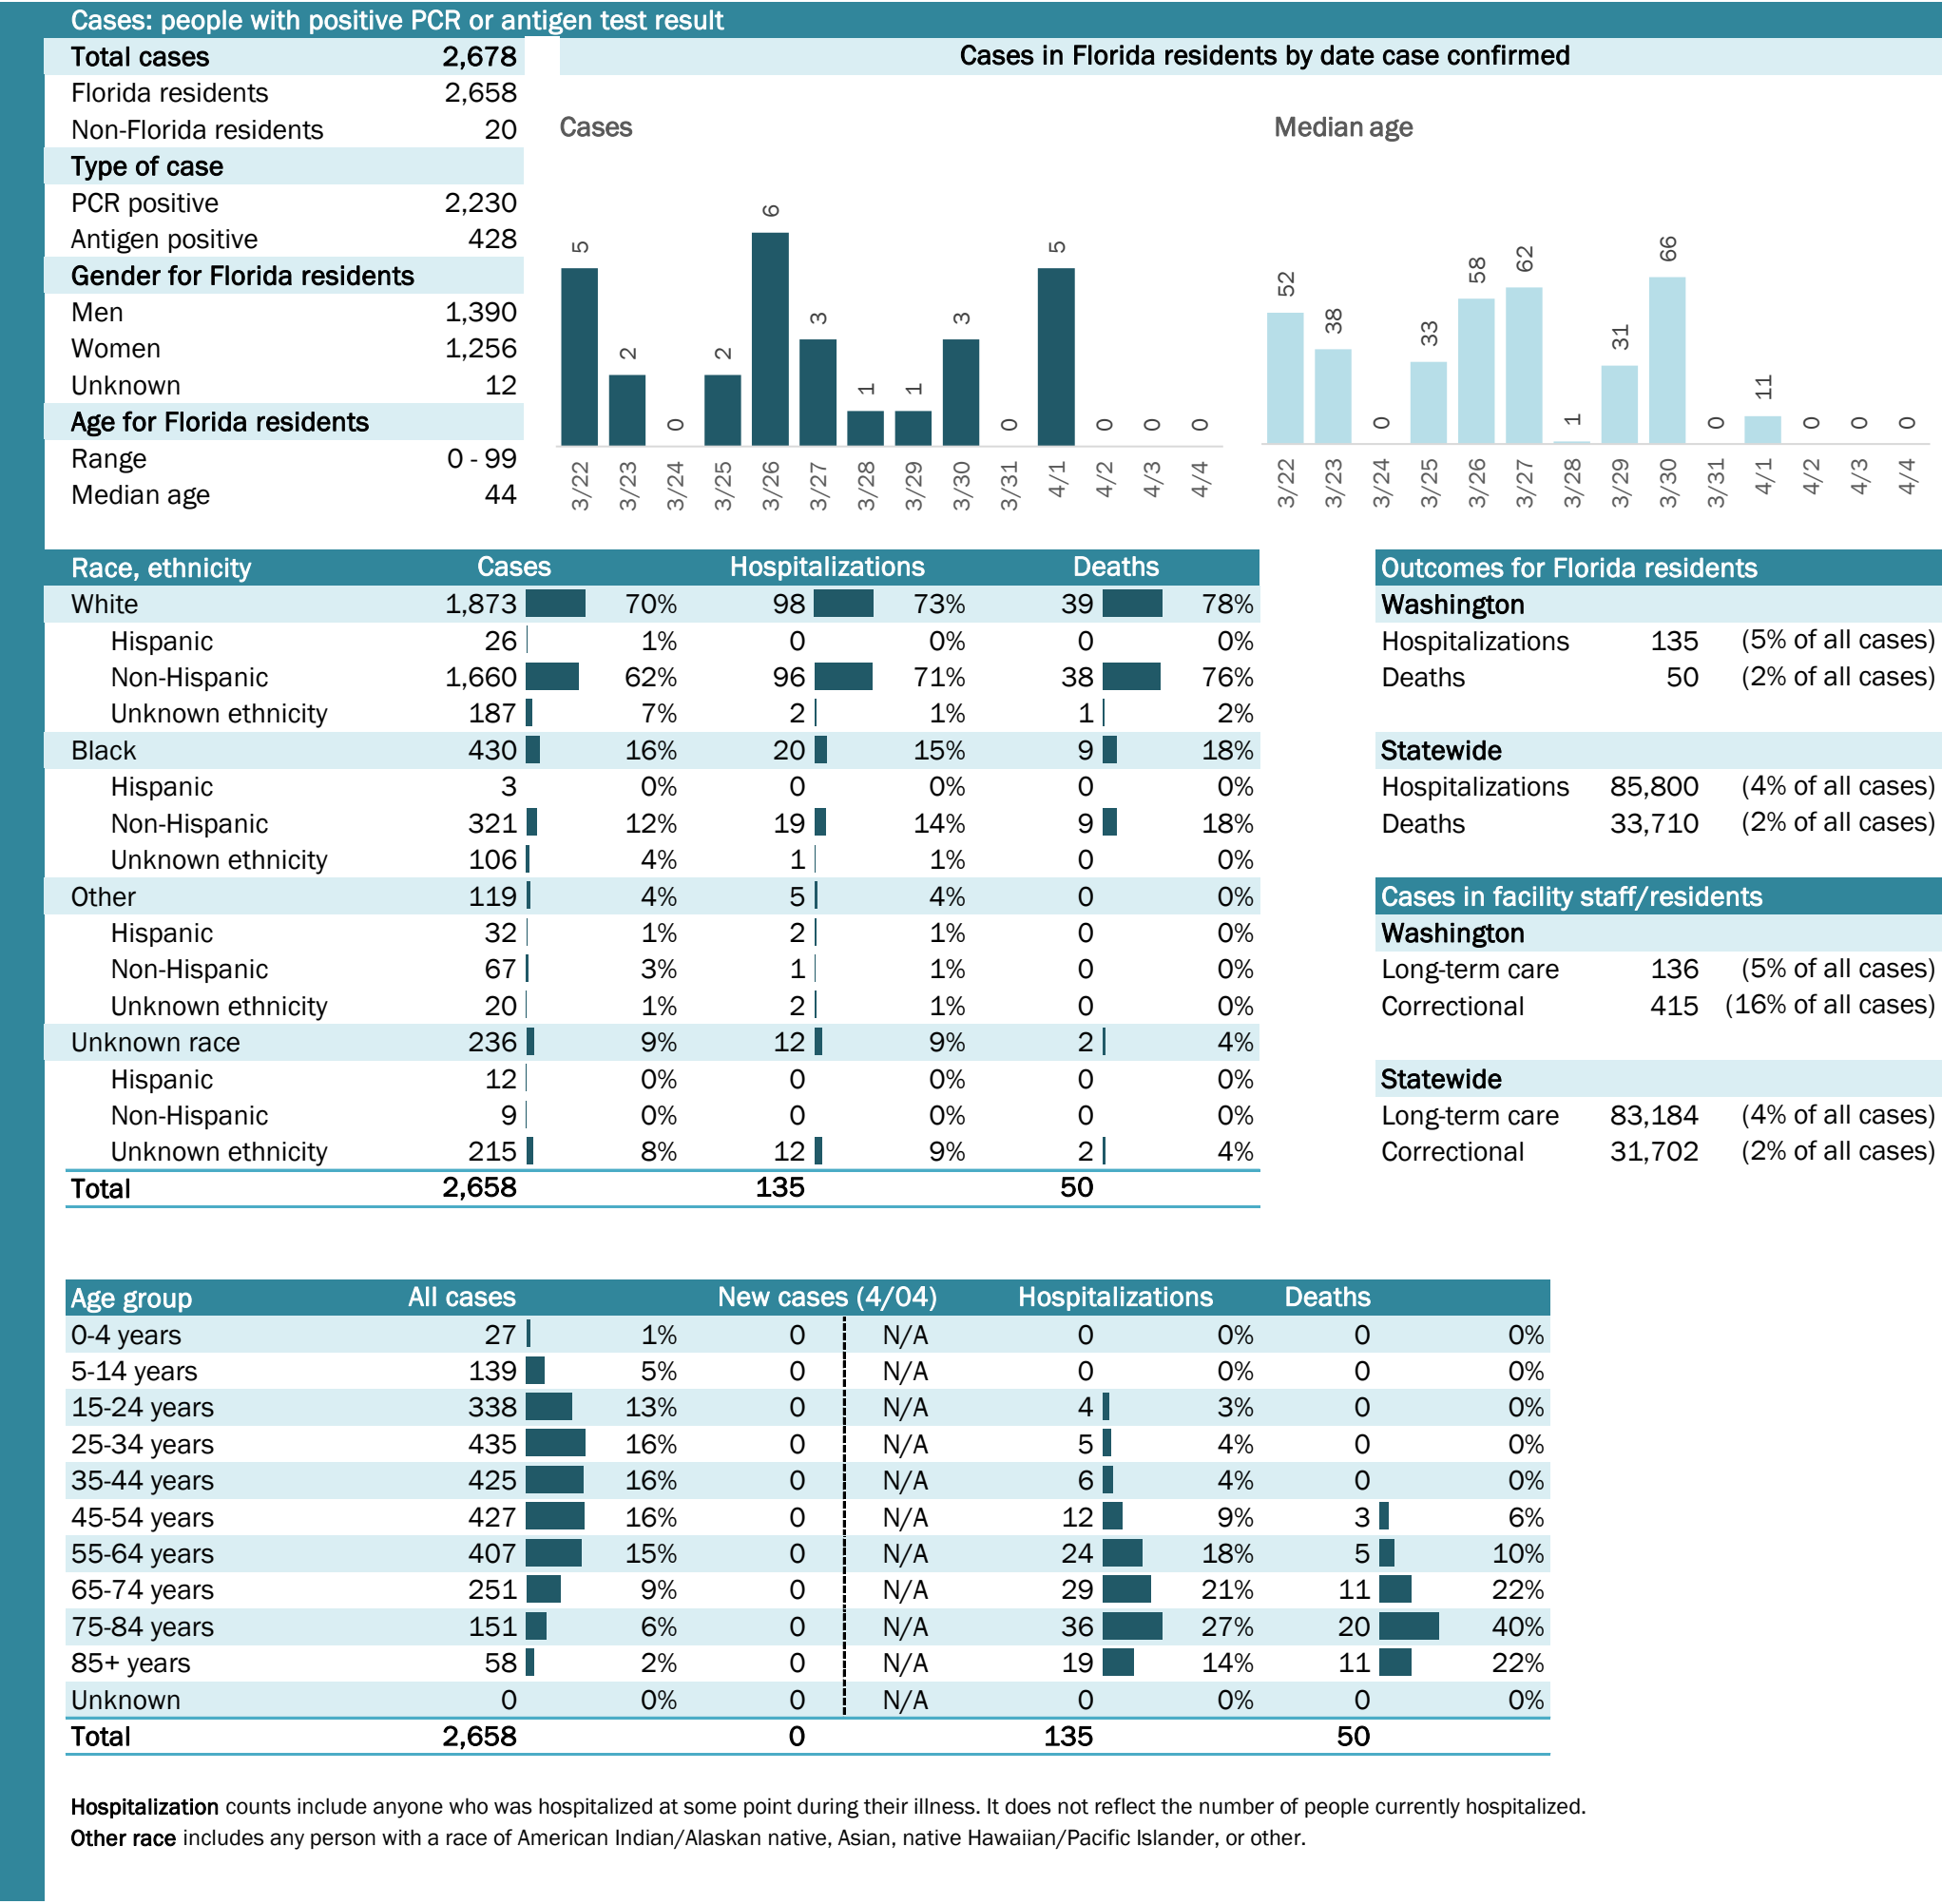 Cases: people with positive PCR or antigen test result
Total cases 2,678
Florida residents 2,658
Non-Florida residents 20
Type of case
PCR positive 2,230
Antigen positive 428
Gender for Florida residents
Men 1,390
Women 1,256
Unknown 12
Age for Florida residents
Range 0 - 99
Median age 44
Cases in Florida residents by date case confirmed
Cases
5 2 0 2 6 3 1 1 3 0 5 0 0 0
3/22 3/23 3/24 3/25 3/26 3/27 3/28 3/29 3/30 3/31 4/1 4/2 4/3 4/4
Median age
52 38 0 33 58 62 1 31 66 0 11 0 0 0
3/22 3/23 3/24 3/25 3/26 3/27 3/28 3/29 3/30 3/31 4/1 4/2 4/3 4/4
Race, ethnicity Cases Hospitalizations Deaths
White 1,873 70% 98 73% 39 78%
Hispanic 26 1% 0 0% 0 0%
Non-Hispanic 1,660 62% 96 71% 38 76%
Unknown ethnicity 187 7% 2 1% 1 2%
Black 430 16% 20 15% 9 18%
Hispanic 3 0% 0 0% 0 0%
Non-Hispanic 321 12% 19 14% 9 18%
Unknown ethnicity 106 4% 1 1% 0 0%
Other 119 4% 5 4% 0 0%
Hispanic 32 1% 2 1% 0 0%
Non-Hispanic 67 3% 1 1% 0 0%
Unknown ethnicity 20 1% 2 1% 0 0%
Unknown race 236 9% 12 9% 2 4%
Hispanic 12 0% 0 0% 0 0%
Non-Hispanic 9 0% 0 0% 0 0%
Unknown ethnicity 215 8% 12 9% 2 4%
Total 2,658 135 50
Outcomes for Florida residents
Washington
Hospitalizations 135 (5% of all cases)
Deaths 50 (2% of all cases)
Statewide
Hospitalizations 85,800 (4% of all cases)
Deaths 33,710 (2% of all cases)
Cases in facility staff/residents
Washington
Long-term care 136 (5% of all cases)
Correctional 415 (16% of all cases)
Statewide
Long-term care 83,184 (4% of all cases)
Correctional 31,702 (2% of all cases)
Age group All cases New cases (4/04) Hospitalizations Deaths
0-4 years 27 1% 0 N/A 0 0% 0 0%
5-14 years 139 5% 0 N/A 0 0% 0 0%
15-24 years 338 13% 0 N/A 4 3% 0 0%
25-34 years 435 16% 0 N/A 5 4% 0 0%
35-44 years 425 16% 0 N/A 6 4% 0 0%
45-54 years 427 16% 0 N/A 12 9% 3 6%
55-64 years 407 15% 0 N/A 24 18% 5 10%
65-74 years 251 9% 0 N/A 29 21% 11 22%
75-84 years 151 6% 0 N/A 36 27% 20 40%
85+ years 58 2% 0 N/A 19 14% 11 22%
Unknown 0 0% 0 N/A 0 0% 0 0%
Total 2,658 0 135 50
Hospitalization counts include anyone who was hospitalized at some point during their illness. It does not reflect the number of people currently hospitalized.
Other race includes any person with a race of American Indian/Alaskan native, Asian, native Hawaiian/Pacific Islander, or other.